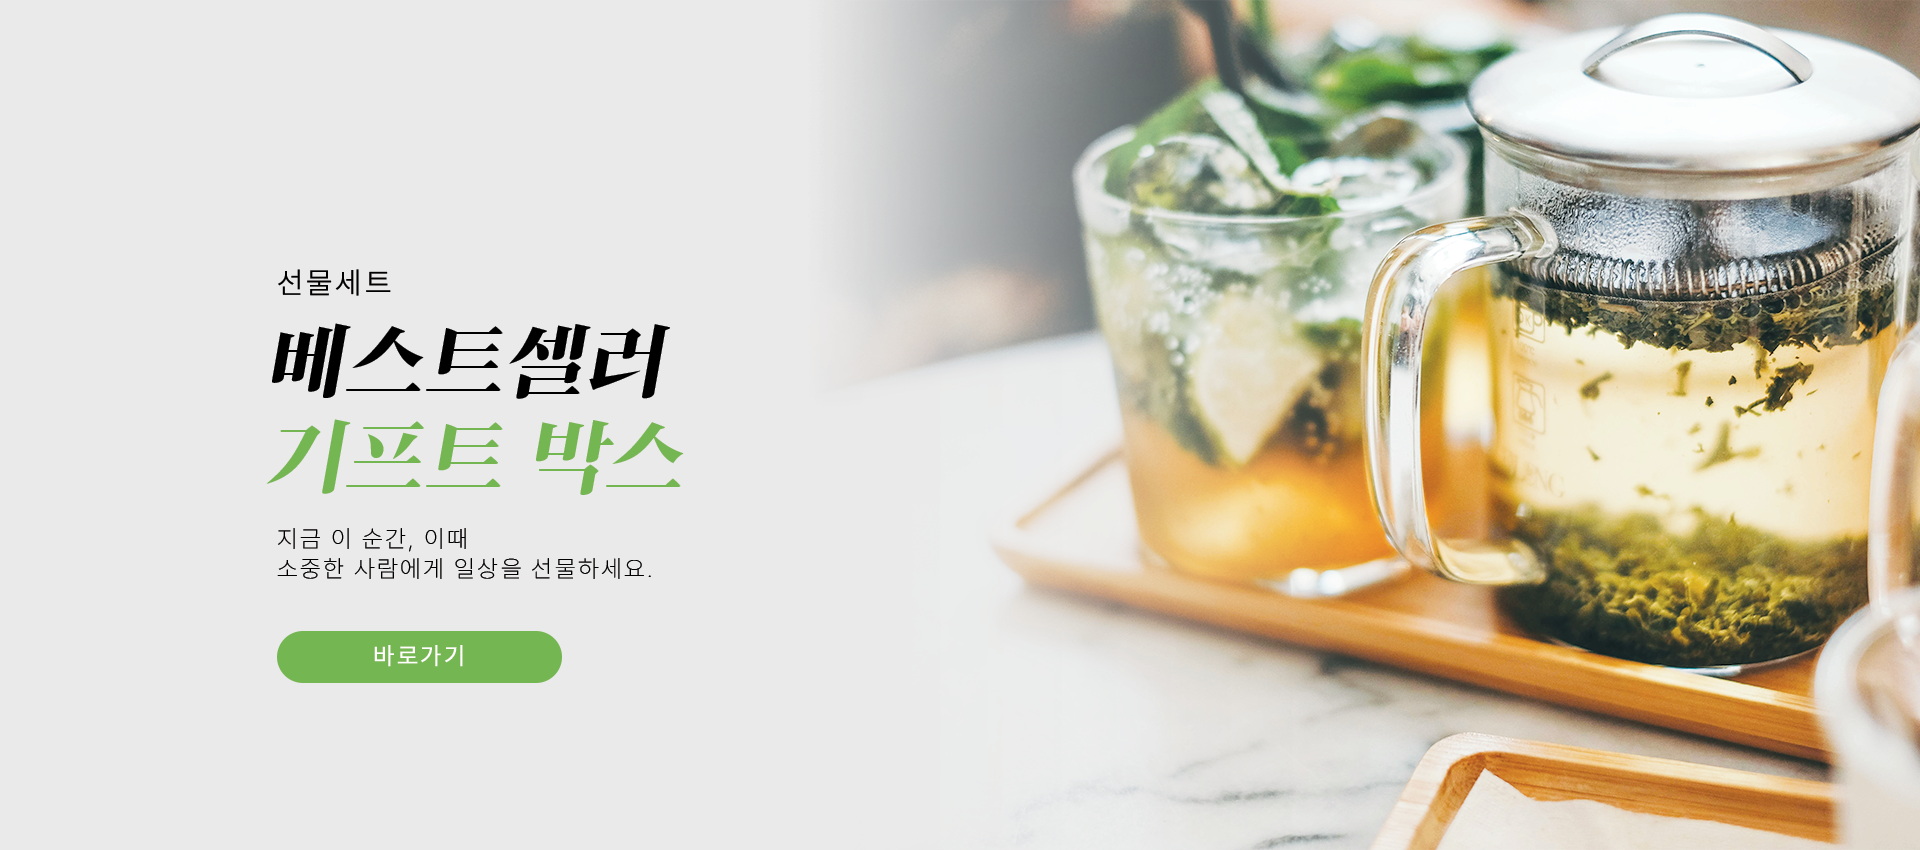 선물세트
베스트셀러
기프트 박스
지금 이 순간, 이때
소중한 사람에게 일상을 선물하세요.
바로가기